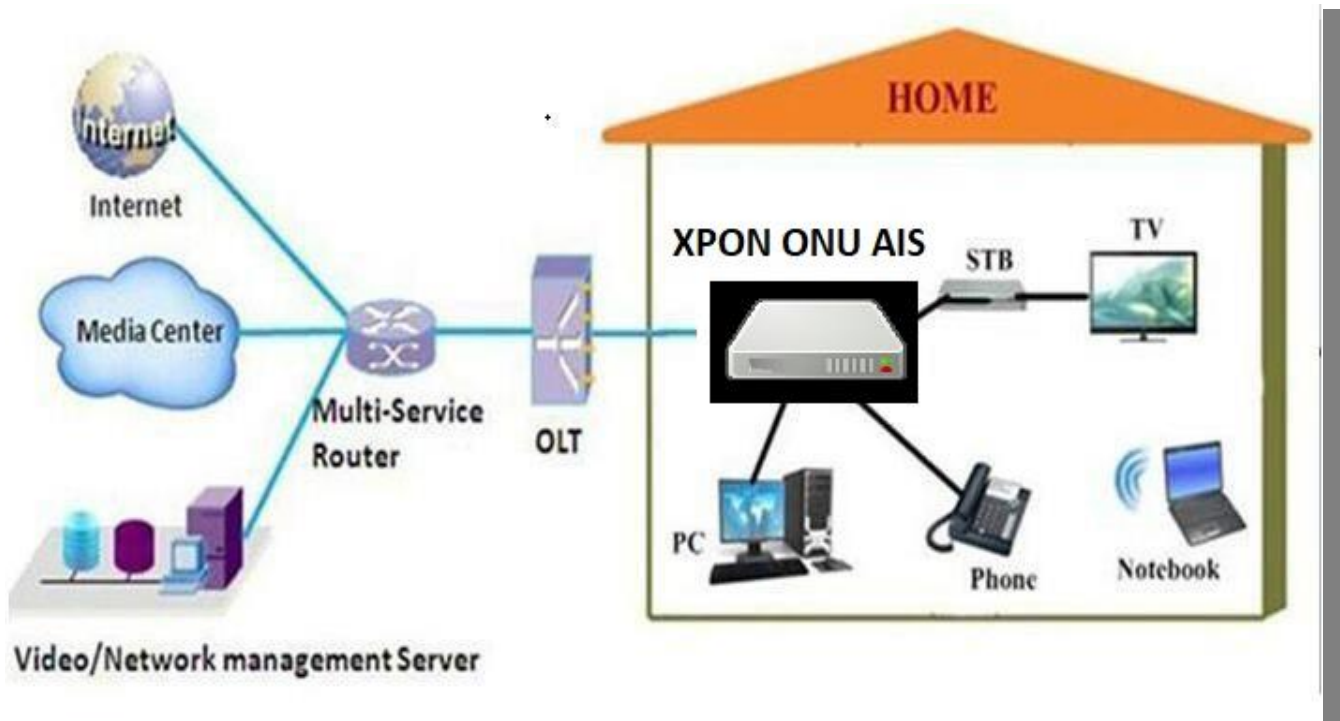 HOME
Internet
Internet
XPON ONU AIS
TV
STB
Media Center
Multi-Service
Router
OLT
PC
Phone
Notebook
Video/Network management Server